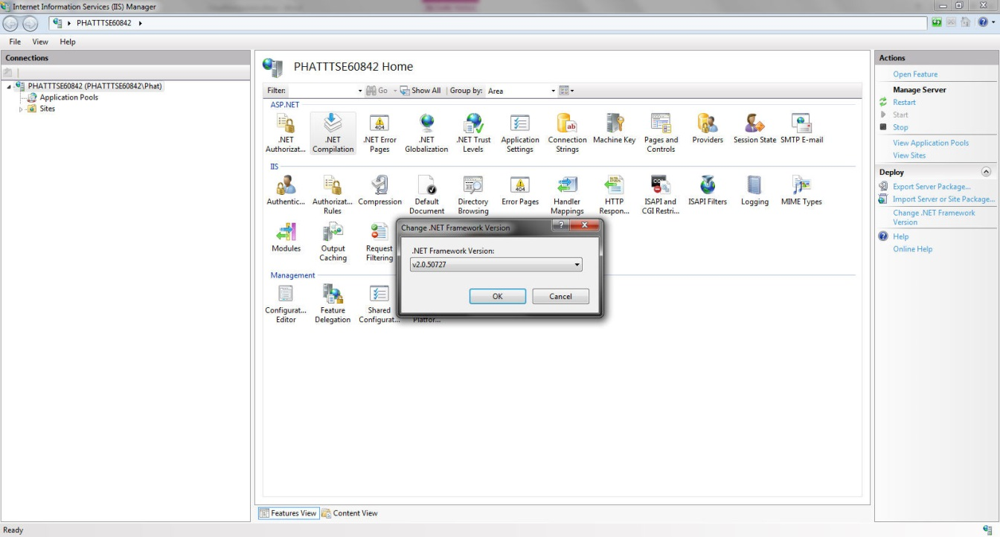 Internet Information Services (IIS) Manager
PHATTTSE60842
File View Help
Connections
PHATTTSE60842 (PHATTTSE60842\Phat)
Application Pools
Sites
PHATTTSE60842 Home
Filter: Go Show All Group by: Area
ASP.NET
.NET Authorizat...
.NET Compilation
.NET Error Pages
.NET Globalization
.NET Trust Levels
Application Settings
Connection Strings
Machine Key
Pages and Controls
Providers
Session State
SMTP E-mail
IIS
Authentic...
Authorizat... Rules
Compression
Default Document
Directory Browsing
Error Pages
Handler Mappings
HTTP Respon...
ISAPI and CGI Restri...
ISAPI Filters
Logging
MIME Types
Modules
Output Caching
Request Filtering
Change .NET Framework Version
.NET Framework Version:
v2.0.50727
OK Cancel
Management
Configurat... Editor
Feature Delegation
Shared Configurat...
Platfor...
Features View Content View
Actions
Open Feature
Manage Server
Restart
Start
Stop
View Application Pools
View Sites
Deploy
Export Server Package...
Import Server or Site Package...
Change .NET Framework
Version
Help
Online Help
Ready